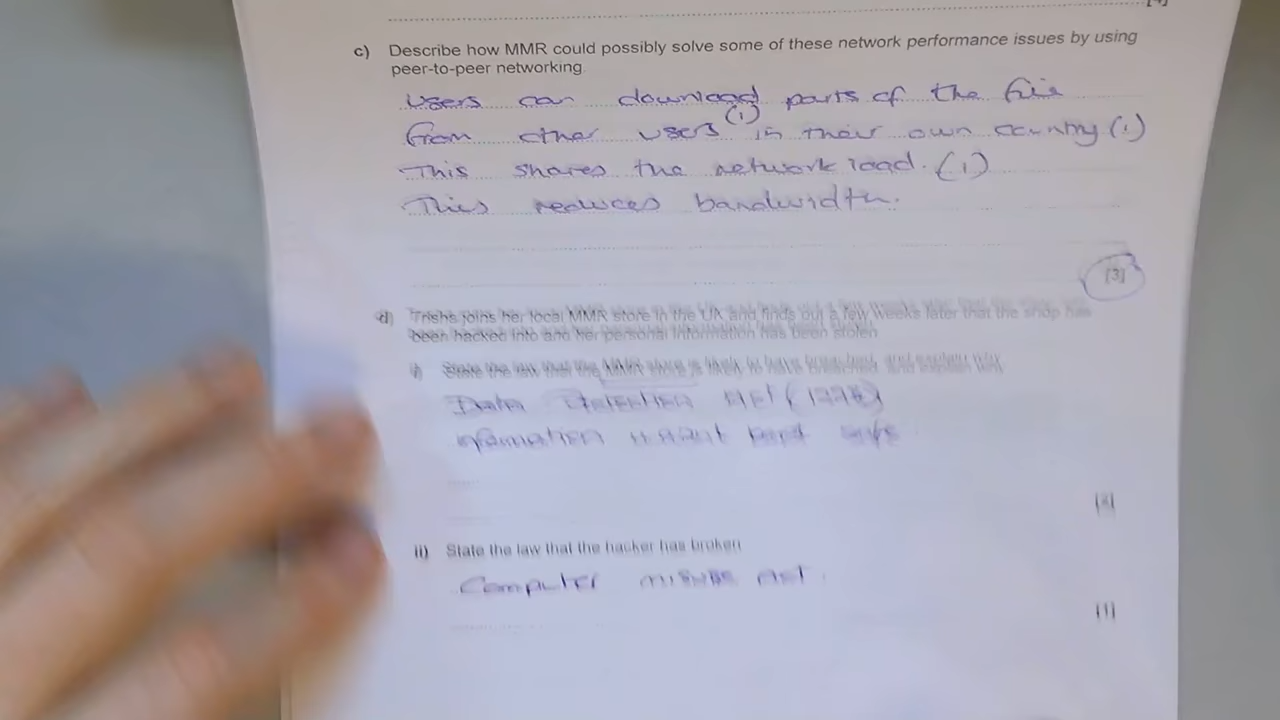 [4]
c) Describe how MMR could possibly solve some of these network performance issues by using
peer-to-peer networking.
Users can download parts of the file
from other users (1) in their own country (1)
This shares the network load. (1)
This reduces bandwidth.
[3] 3
d) Trisha joins her local MMR store in the UK and finds out a few weeks later that the shop has
been hacked into and her personal information has been stolen
i) State the law that the MMR store is likely to have breached, and explain why
Data Protection Act (1998)
information wasn't kept safe
[2]
ii) State the law that the hacker has broken
Computer misuse Act.
[1]